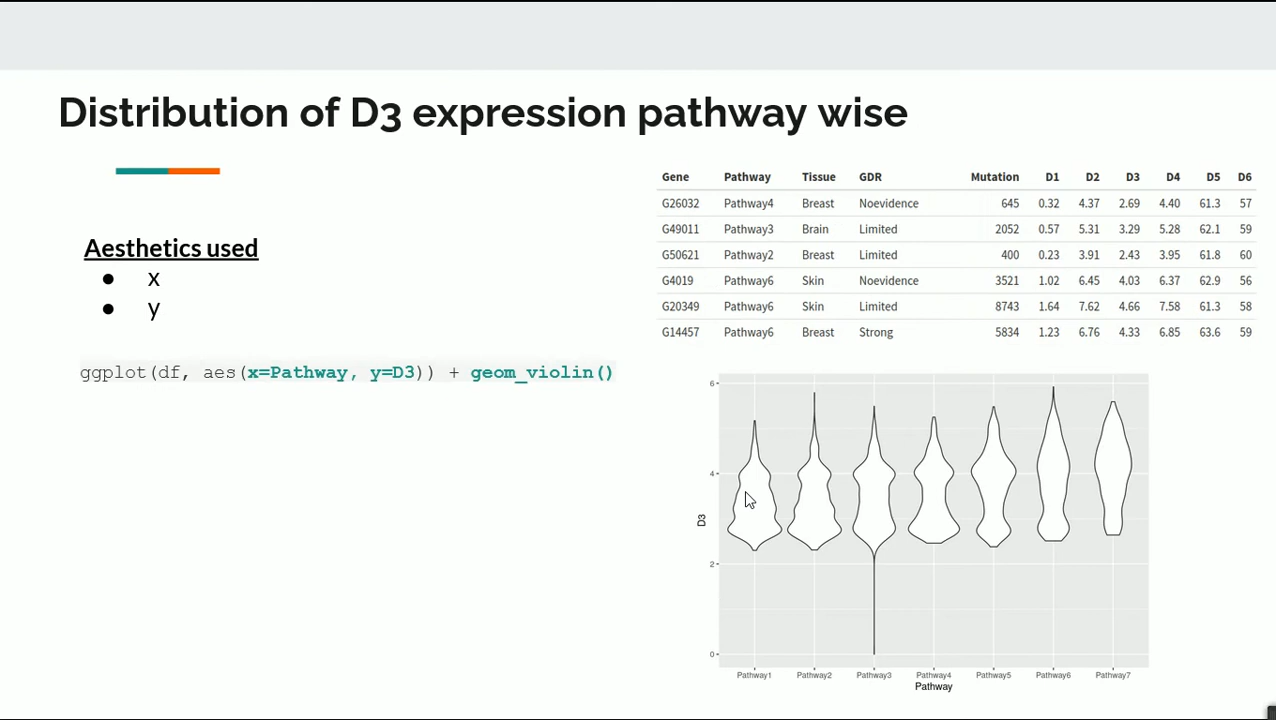 Distribution of D3 expression pathway wise
Aesthetics used
● x
● y
ggplot(df, aes(x=Pathway, y=D3)) + geom_violin()
Gene Pathway Tissue GDR Mutation D1 D2 D3 D4 D5 D6
G26032 Pathway4 Breast Noevidence 645 0.32 4.37 2.69 4.40 61.3 57
G49011 Pathway3 Brain Limited 2052 0.57 5.31 3.29 5.28 62.1 59
G50621 Pathway2 Breast Limited 400 0.23 3.91 2.43 3.95 61.8 60
G4019 Pathway6 Skin Noevidence 3521 1.02 6.45 4.03 6.37 62.9 56
G20349 Pathway6 Skin Limited 8743 1.64 7.62 4.66 7.58 61.3 58
G14457 Pathway6 Breast Strong 5834 1.23 6.76 4.33 6.85 63.6 59
6
4
D3
2
0
Pathway1 Pathway2 Pathway3 Pathway4 Pathway5 Pathway6 Pathway7
Pathway